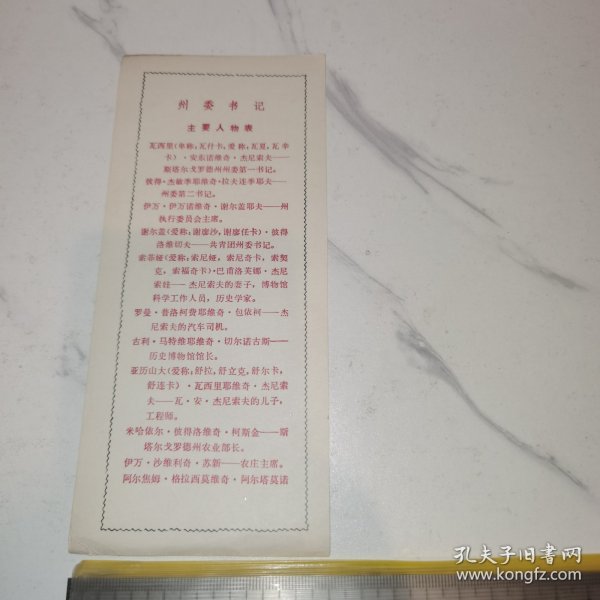 州委书记
主要人物表
瓦西里(卑称:瓦什卡,爱称:瓦夏,瓦辛
卡)·安东诺维奇·杰尼索夫——
斯塔尔戈罗德州州委第一书记。
彼得·杰敏季耶维奇·拉夫连季耶夫——
州委第二书记。
伊万·伊万诺维奇·谢尔盖耶夫——州
执行委员会主席。
谢尔盖(爱称:谢廖沙,谢廖任卡)·彼得
洛维切夫——共青团州委书记。
索菲娅(爱称:索尼娅,索尼奇卡,索契
克,索福奇卡)·巴甫洛芙娜·杰尼
索娃——杰尼索夫的妻子,博物馆
科学工作人员,历史学家。
罗曼·普洛柯费耶维奇·包依柯——杰
尼索夫的汽车司机。
古利·马特维耶维奇·切尔诺古斯——
历史博物馆馆长。
亚历山大(爱称:舒拉,舒立克,舒尔卡,
舒连卡)·瓦西里耶维奇·杰尼索
夫——瓦·安·杰尼索夫的儿子,
工程师。
米哈依尔·彼得洛维奇·柯斯金——斯
塔尔戈罗德州农业部长。
伊万·沙维利奇·苏新——农庄主席。
阿尔焦姆·格拉西莫维奇·阿尔塔莫诺
孔夫子旧书网
www.kongfz.com